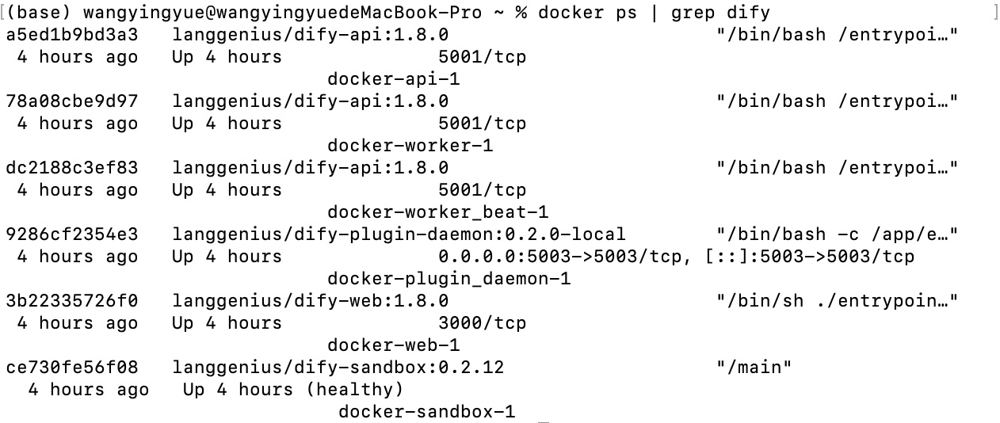 [(base) wangyingyue@wangyingyuedeMacBook-Pro ~ % docker ps | grep dify ]
a5ed1b9bd3a3 langgenius/dify-api:1.8.0 "/bin/bash /entrypoi…"
4 hours ago Up 4 hours 5001/tcp
docker-api-1
78a08cbe9d97 langgenius/dify-api:1.8.0 "/bin/bash /entrypoi…"
4 hours ago Up 4 hours 5001/tcp
docker-worker-1
dc2188c3ef83 langgenius/dify-api:1.8.0 "/bin/bash /entrypoi…"
4 hours ago Up 4 hours 5001/tcp
docker-worker_beat-1
9286cf2354e3 langgenius/dify-plugin-daemon:0.2.0-local "/bin/bash -c /app/e…"
4 hours ago Up 4 hours 0.0.0.0:5003->5003/tcp, [::]:5003->5003/tcp
docker-plugin_daemon-1
3b22335726f0 langgenius/dify-web:1.8.0 "/bin/sh ./entrypoin…"
4 hours ago Up 4 hours 3000/tcp
docker-web-1
ce730fe56f08 langgenius/dify-sandbox:0.2.12 "/main"
4 hours ago Up 4 hours (healthy)
docker-sandbox-1